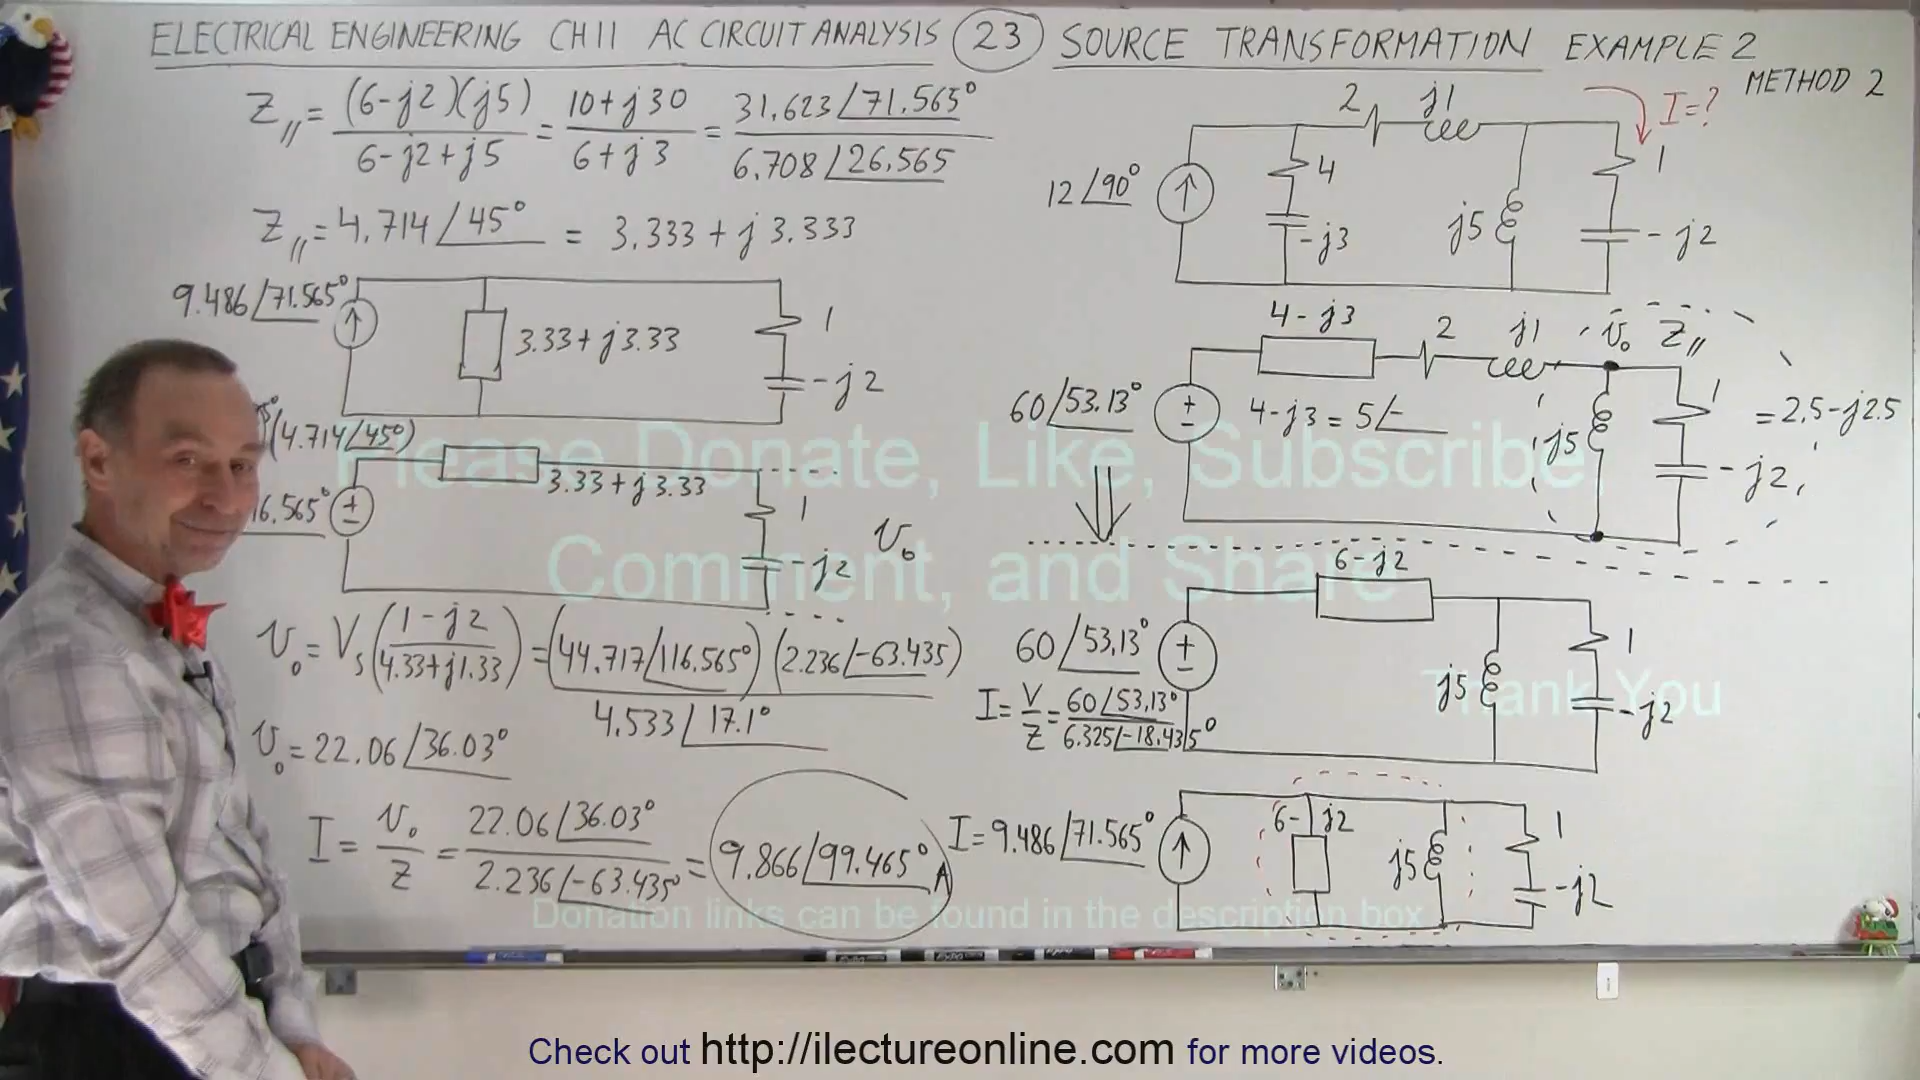 ELECTRICAL ENGINEERING CH 11 AC CIRCUIT ANALYSIS 23 SOURCE TRANSFORMATION EXAMPLE 2
METHOD 2
Z// = (6-j2)(j5) / 6-j2+j5 = 10+j30 / 6+j3 = 31.623/71.565° / 6.708/26.565
Z// = 4.714/45° = 3.333 + j 3.333
9.486/71.565°
3.33+j3.33
1
-j2
(4.714/45°)
3.33+j3.33
16.565°
1
-j2
v₀
v₀ = Vs (1-j2 / 4.33+j1.33) = (44.717/116.565°)(2.236/-63.435) / 4.533/17.1°
v₀ = 22.06/36.03°
I = v₀/Z = 22.06/36.03° / 2.236/-63.435° = 9.866/99.465° A
2
j1
I=?
12/90°
4
-j3
j5
1
-j2
4-j3
2
j1
v₀
Z//
60/53.13°
4-j3 = 5/-
j5
1
-j2
= 2.5-j2.5
6-j2
60/53.13°
j5
1
-j2
I = V/Z = 60/53.13° / 6.325/-18.435°
I = 9.486/71.565°
6-j2
j5
1
-j2
Please Donate, Like, Subscribe,
Comment, and Share
Thank You
Donation links can be found in the description box
Check out http://ilectureonline.com for more videos.